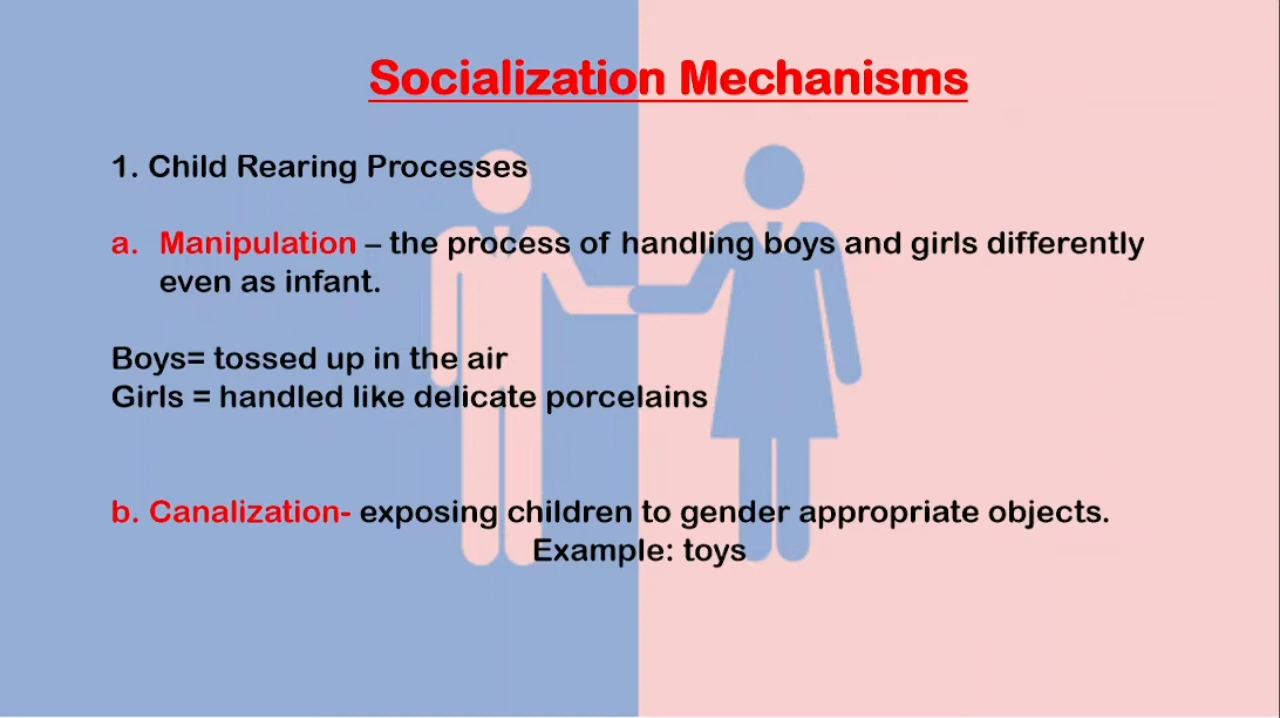 Socialization Mechanisms
1. Child Rearing Processes
a. Manipulation – the process of handling boys and girls differently
even as infant.
Boys= tossed up in the air
Girls = handled like delicate porcelains
b. Canalization- exposing children to gender appropriate objects.
Example: toys